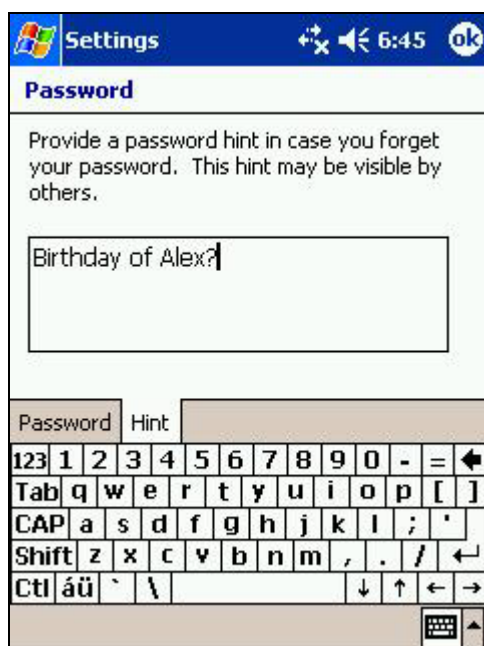 Settings 6:45 ok
Password
Provide a password hint in case you forget
your password. This hint may be visible by
others.
Birthday of Alex?
Password Hint
123 1 2 3 4 5 6 7 8 9 0 - =
Tab q w e r t y u i o p [ ]
CAP a s d f g h j k l ; '
Shift z x c v b n m , . /
Ctl áü ` \